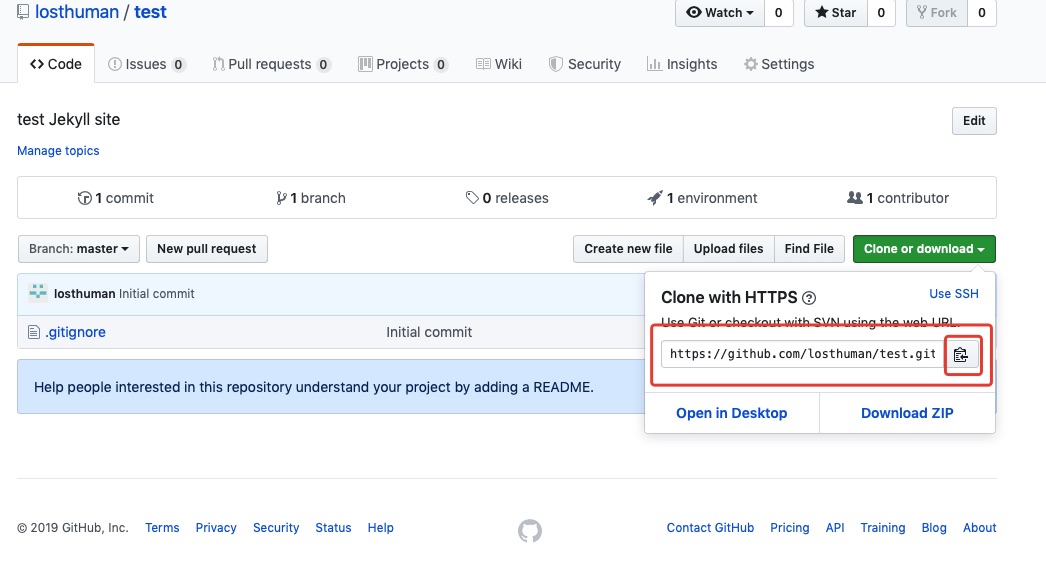 losthuman / test
Watch 0 Star 0 Fork 0
Code Issues 0 Pull requests 0 Projects 0 Wiki Security Insights Settings
test Jekyll site
Edit
Manage topics
1 commit 1 branch 0 releases 1 environment 1 contributor
Branch: master New pull request Create new file Upload files Find File Clone or download
losthuman Initial commit
.gitignore Initial commit
Help people interested in this repository understand your project by adding a README.
Clone with HTTPS ? Use SSH
Use Git or checkout with SVN using the web URL.
https://github.com/losthuman/test.git
Open in Desktop Download ZIP
© 2019 GitHub, Inc. Terms Privacy Security Status Help Contact GitHub Pricing API Training Blog About